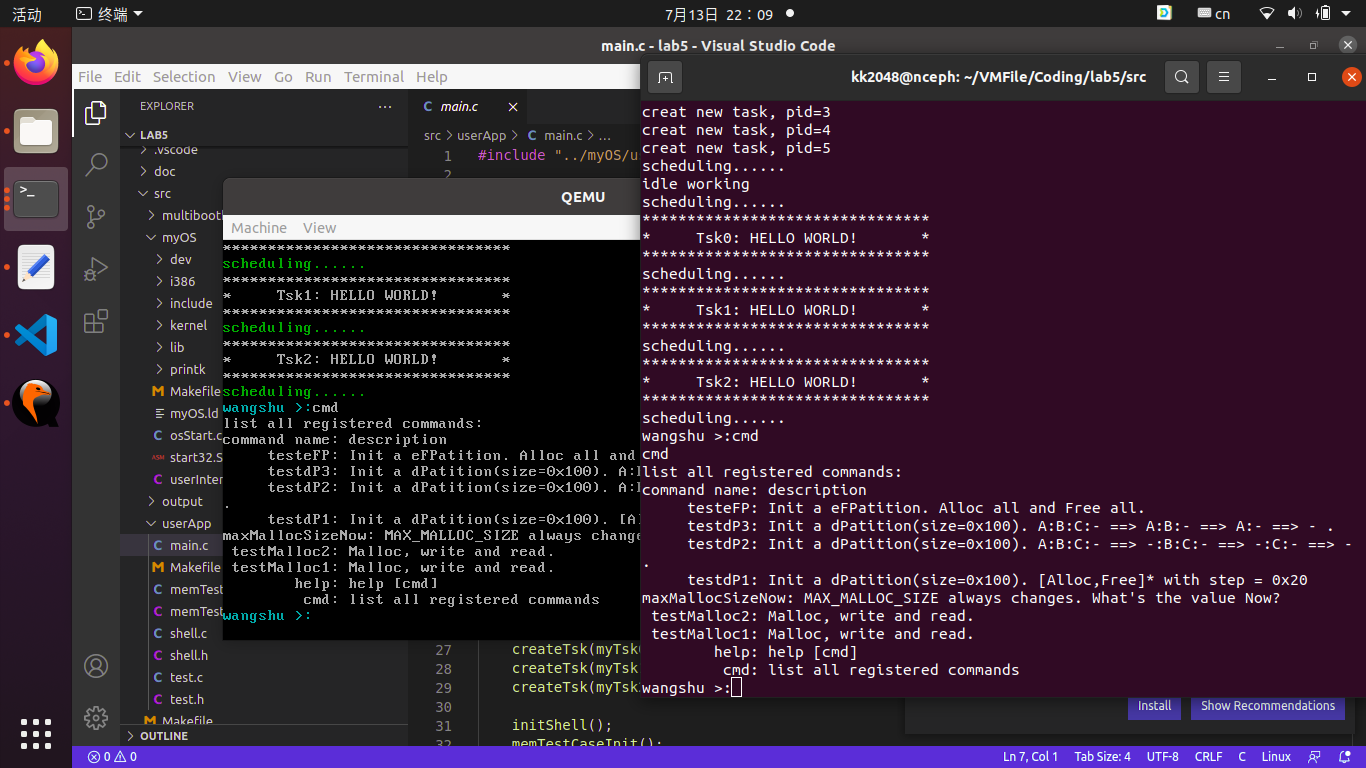 活动
终端
7月13日 22：09
cn
main.c - lab5 - Visual Studio Code
File Edit Selection View Go Run Terminal Help
EXPLORER
LAB5
.vscode
doc
src
multiboot
myOS
dev
i386
include
kernel
lib
printk
Makefile
myOS.ld
osStart.c
start32.S
userInter
output
userApp
main.c
Makefile
memTest
memTest
shell.c
shell.h
test.c
test.h
Makefile
OUTLINE
main.c
src > userApp > C main.c > ...
1 #include "../myOS/u
2
27 createTsk(myTsk
28 createTsk(myTsk
29 createTsk(myTsk
30
31 initShell();
32 memTestCaseInit();
QEMU
Machine View
********************************
scheduling......
********************************
*     Tsk1: HELLO WORLD!       *
********************************
scheduling......
********************************
*     Tsk2: HELLO WORLD!       *
********************************
scheduling......
wangshu >:cmd
list all registered commands:
command name: description
testeFP: Init a eFPatition. Alloc all and
testdP3: Init a dPatition(size=0x100). A:
testdP2: Init a dPatition(size=0x100). A:
.
testdP1: Init a dPatition(size=0x100). [Al
maxMallocSizeNow: MAX_MALLOC_SIZE always change
testMalloc2: Malloc, write and read.
testMalloc1: Malloc, write and read.
help: help [cmd]
cmd: list all registered commands
wangshu >:
kk2048@nceph: ~/VMFile/Coding/lab5/src
creat new task, pid=3
creat new task, pid=4
creat new task, pid=5
scheduling......
idle working
scheduling......
********************************
*     Tsk0: HELLO WORLD!       *
********************************
scheduling......
********************************
*     Tsk1: HELLO WORLD!       *
********************************
scheduling......
********************************
*     Tsk2: HELLO WORLD!       *
********************************
scheduling......
wangshu >:cmd
cmd
list all registered commands:
command name: description
testeFP: Init a eFPatition. Alloc all and Free all.
testdP3: Init a dPatition(size=0x100). A:B:C:- ==> A:B:- ==> A:- ==> - .
testdP2: Init a dPatition(size=0x100). A:B:C:- ==> -:B:C:- ==> -:C:- ==> -
.
testdP1: Init a dPatition(size=0x100). [Alloc,Free]* with step = 0x20
maxMallocSizeNow: MAX_MALLOC_SIZE always changes. What's the value Now?
testMalloc2: Malloc, write and read.
testMalloc1: Malloc, write and read.
help: help [cmd]
cmd: list all registered commands
wangshu >:
Install
Show Recommendations
0 0
Ln 7, Col 1 Tab Size: 4 UTF-8 CRLF C Linux